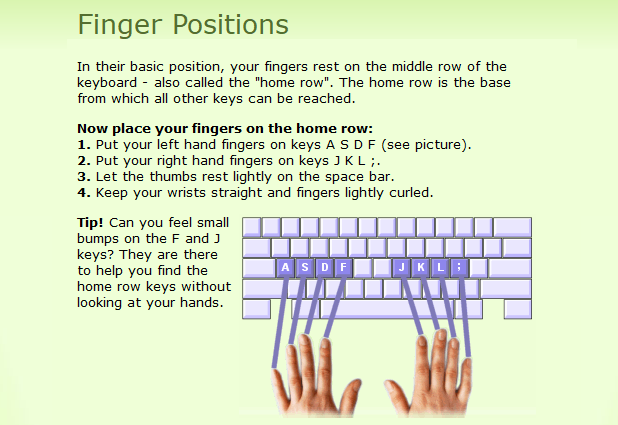 Finger Positions
In their basic position, your fingers rest on the middle row of the
keyboard - also called the "home row". The home row is the base
from which all other keys can be reached.
Now place your fingers on the home row:
1. Put your left hand fingers on keys A S D F (see picture).
2. Put your right hand fingers on keys J K L ;.
3. Let the thumbs rest lightly on the space bar.
4. Keep your wrists straight and fingers lightly curled.
Tip! Can you feel small
bumps on the F and J
keys? They are there
to help you find the
home row keys without
looking at your hands.
A S D F J K L ;